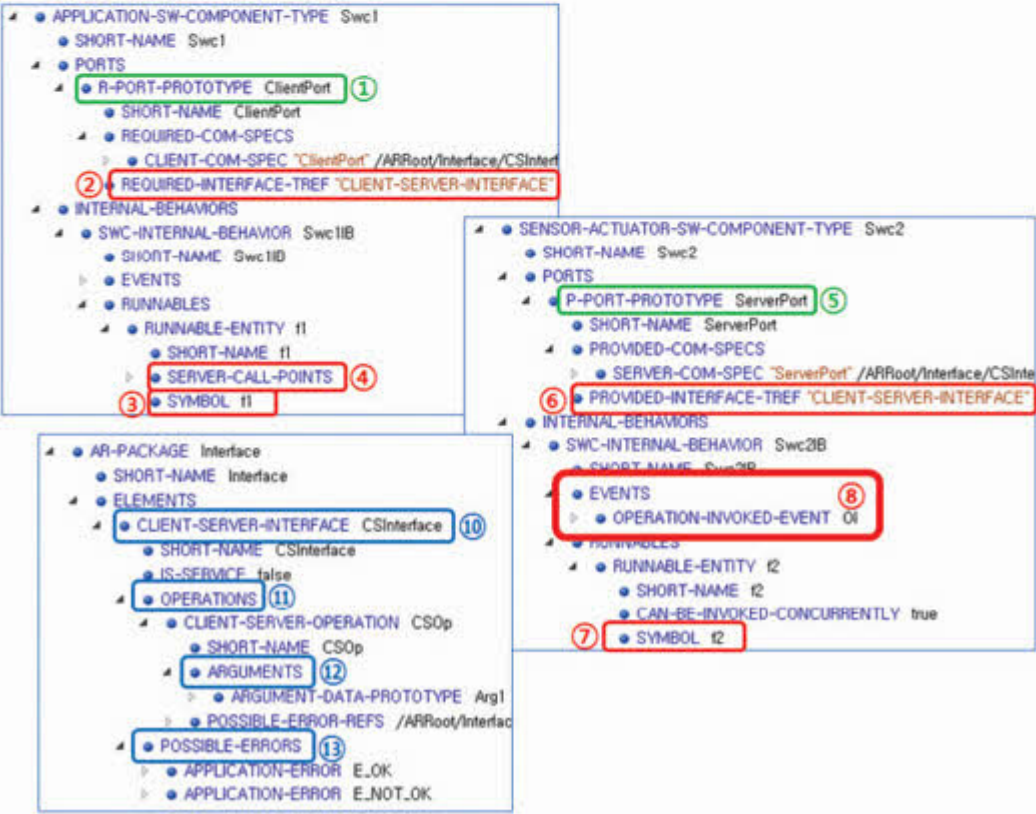 APPLICATION-SW-COMPONENT-TYPE Swc1
SHORT-NAME Swc1
PORTS
R-PORT-PROTOTYPE ClientPort ①
SHORT-NAME ClientPort
REQUIRED-COM-SPECS
CLIENT-COM-SPEC "ClientPort" /ARRoot/Interface/CSInterf
② REQUIRED-INTERFACE-TREF "CLIENT-SERVER-INTERFACE"
INTERNAL-BEHAVIORS
SWC-INTERNAL-BEHAVIOR Swc1IB
SHORT-NAME Swc1IB
EVENTS
RUNNABLES
RUNNABLE-ENTITY f1
SHORT-NAME f1
SERVER-CALL-POINTS ④
③ SYMBOL f1
SENSOR-ACTUATOR-SW-COMPONENT-TYPE Swc2
SHORT-NAME Swc2
PORTS
P-PORT-PROTOTYPE ServerPort ⑤
SHORT-NAME ServerPort
PROVIDED-COM-SPECS
SERVER-COM-SPEC "ServerPort" /ARRoot/Interface/CSInte
⑥ PROVIDED-INTERFACE-TREF "CLIENT-SERVER-INTERFACE"
INTERNAL-BEHAVIORS
SWC-INTERNAL-BEHAVIOR Swc2IB
SHORT-NAME Swc2IB
EVENTS ⑧
OPERATION-INVOKED-EVENT
RUNNABLES
RUNNABLE-ENTITY f2
SHORT-NAME f2
CAN-BE-INVOKED-CONCURRENTLY true
⑦ SYMBOL f2
AR-PACKAGE Interface
SHORT-NAME Interface
ELEMENTS
CLIENT-SERVER-INTERFACE CSInterface ⑩
SHORT-NAME CSInterface
IS-SERVICE false
OPERATIONS ⑪
CLIENT-SERVER-OPERATION CSOp
SHORT-NAME CSOp
ARGUMENTS ⑫
ARGUMENT-DATA-PROTOTYPE Arg1
POSSIBLE-ERROR-REFS /ARRoot/Interfac
POSSIBLE-ERRORS ⑬
APPLICATION-ERROR E_OK
APPLICATION-ERROR E_NOT_OK